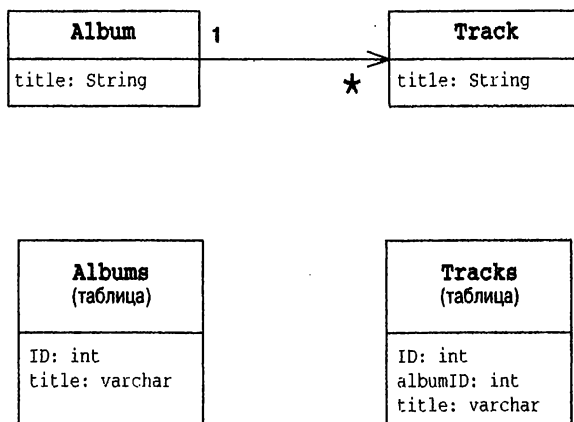 Album
1
Track
title: String
*
title: String
Albums
(таблица)
Tracks
(таблица)
ID: int
title: varchar
ID: int
albumID: int
title: varchar